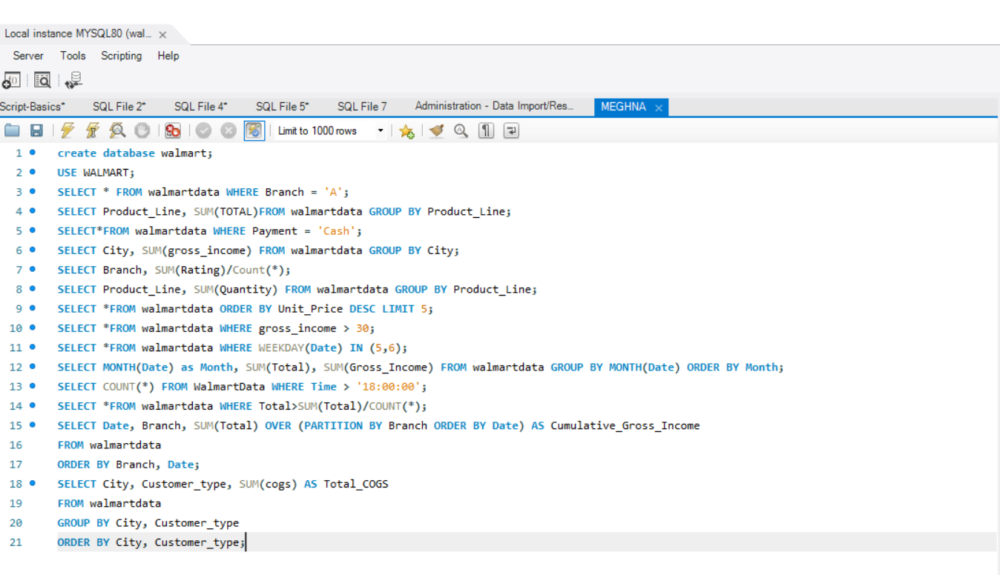 Local instance MYSQL80 (wal...
Server Tools Scripting Help
Script-Basics* SQL File 2* SQL File 4* SQL File 5* SQL File 7 Administration - Data Import/Res... MEGHNA
Limit to 1000 rows
1 create database walmart;
2 USE WALMART;
3 SELECT * FROM walmartdata WHERE Branch = 'A';
4 SELECT Product_Line, SUM(TOTAL)FROM walmartdata GROUP BY Product_Line;
5 SELECT*FROM walmartdata WHERE Payment = 'Cash';
6 SELECT City, SUM(gross_income) FROM walmartdata GROUP BY City;
7 SELECT Branch, SUM(Rating)/Count(*);
8 SELECT Product_Line, SUM(Quantity) FROM walmartdata GROUP BY Product_Line;
9 SELECT *FROM walmartdata ORDER BY Unit_Price DESC LIMIT 5;
10 SELECT *FROM walmartdata WHERE gross_income > 30;
11 SELECT *FROM walmartdata WHERE WEEKDAY(Date) IN (5,6);
12 SELECT MONTH(Date) as Month, SUM(Total), SUM(Gross_Income) FROM walmartdata GROUP BY MONTH(Date) ORDER BY Month;
13 SELECT COUNT(*) FROM WalmartData WHERE Time > '18:00:00';
14 SELECT *FROM walmartdata WHERE Total>SUM(Total)/COUNT(*);
15 SELECT Date, Branch, SUM(Total) OVER (PARTITION BY Branch ORDER BY Date) AS Cumulative_Gross_Income
16 FROM walmartdata
17 ORDER BY Branch, Date;
18 SELECT City, Customer_type, SUM(cogs) AS Total_COGS
19 FROM walmartdata
20 GROUP BY City, Customer_type
21 ORDER BY City, Customer_type;